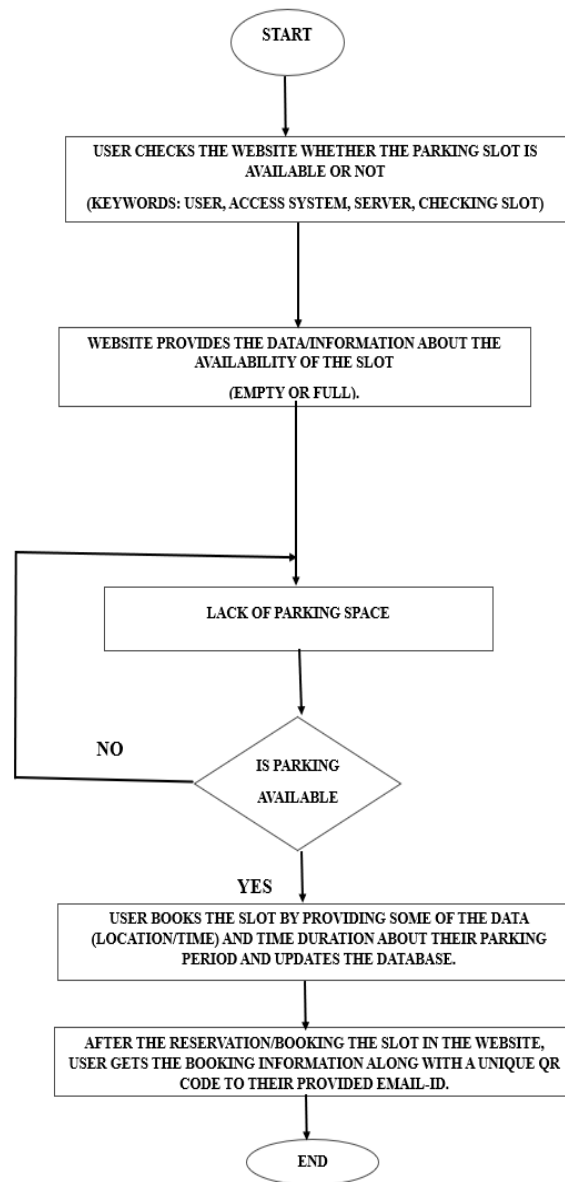 START
USER CHECKS THE WEBSITE WHETHER THE PARKING SLOT IS
AVAILABLE OR NOT
(KEYWORDS: USER, ACCESS SYSTEM, SERVER, CHECKING SLOT)
WEBSITE PROVIDES THE DATA/INFORMATION ABOUT THE
AVAILABILITY OF THE SLOT
(EMPTY OR FULL).
LACK OF PARKING SPACE
NO
IS PARKING
AVAILABLE
YES
USER BOOKS THE SLOT BY PROVIDING SOME OF THE DATA
(LOCATION/TIME) AND TIME DURATION ABOUT THEIR PARKING
PERIOD AND UPDATES THE DATABASE.
AFTER THE RESERVATION/BOOKING THE SLOT IN THE WEBSITE,
USER GETS THE BOOKING INFORMATION ALONG WITH A UNIQUE QR
CODE TO THEIR PROVIDED EMAIL-ID.
END